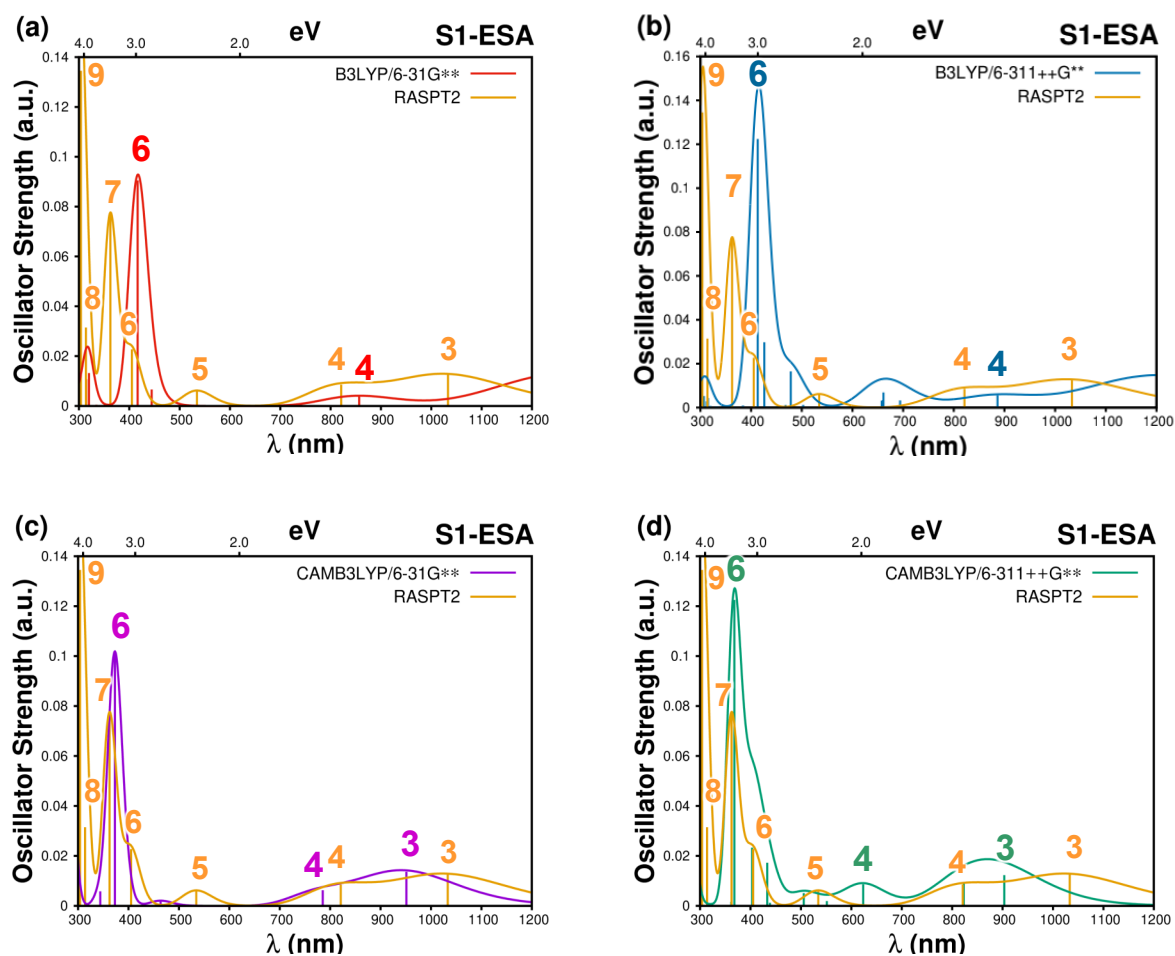 (a) eV S1-ESA
4.0 3.0 2.0
B3LYP/6-31G**
RASPT2
Oscillator Strength (a.u.)
0.14
0.12
0.1
0.08
0.06
0.04
0.02
0
9
6
7
8
6
5
4
4
3
300 400 500 600 700 800 900 1000 1100 1200
λ (nm)
(b) eV S1-ESA
4.0 3.0 2.0
B3LYP/6-311++G**
RASPT2
Oscillator Strength (a.u.)
0.16
0.14
0.12
0.1
0.08
0.06
0.04
0.02
0
9
6
7
8
6
5
4
4
3
300 400 500 600 700 800 900 1000 1100 1200
λ (nm)
(c) eV S1-ESA
4.0 3.0 2.0
CAMB3LYP/6-31G**
RASPT2
Oscillator Strength (a.u.)
0.14
0.12
0.1
0.08
0.06
0.04
0.02
0
9
6
7
8
6
5
4
4
3
3
300 400 500 600 700 800 900 1000 1100 1200
λ (nm)
(d) eV S1-ESA
4.0 3.0 2.0
CAMB3LYP/6-311++G**
RASPT2
Oscillator Strength (a.u.)
0.14
0.12
0.1
0.08
0.06
0.04
0.02
0
9
6
7
8
6
5
4
4
3
3
300 400 500 600 700 800 900 1000 1100 1200
λ (nm)